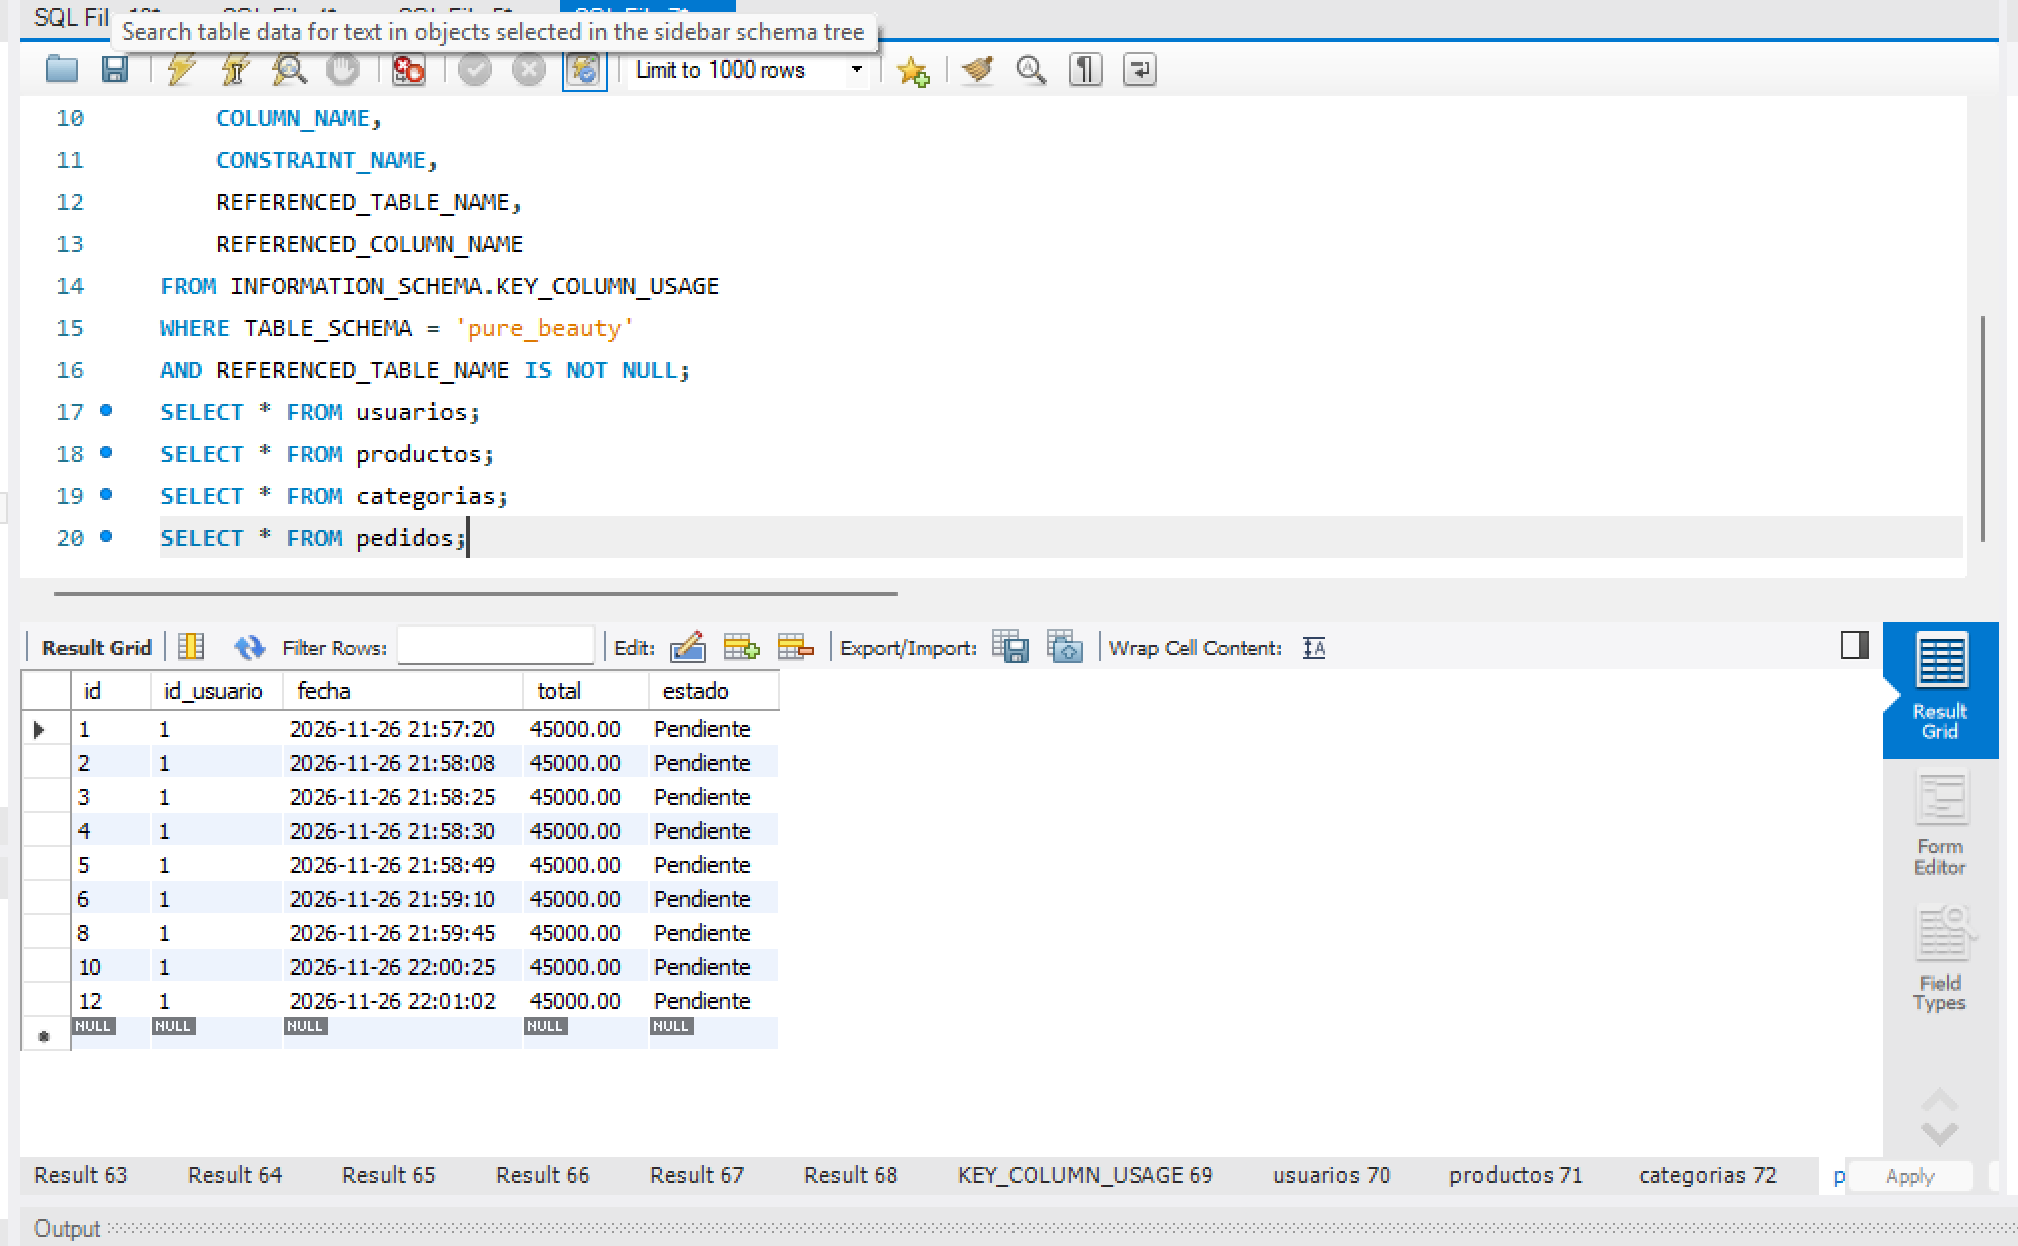 SQL Fil
Search table data for text in objects selected in the sidebar schema tree
Limit to 1000 rows
10 COLUMN_NAME,
11 CONSTRAINT_NAME,
12 REFERENCED_TABLE_NAME,
13 REFERENCED_COLUMN_NAME
14 FROM INFORMATION_SCHEMA.KEY_COLUMN_USAGE
15 WHERE TABLE_SCHEMA = 'pure_beauty'
16 AND REFERENCED_TABLE_NAME IS NOT NULL;
17 SELECT * FROM usuarios;
18 SELECT * FROM productos;
19 SELECT * FROM categorias;
20 SELECT * FROM pedidos;
Result Grid Filter Rows: Edit: Export/Import: Wrap Cell Content:
id id_usuario fecha total estado
1 1 2026-11-26 21:57:20 45000.00 Pendiente
2 1 2026-11-26 21:58:08 45000.00 Pendiente
3 1 2026-11-26 21:58:25 45000.00 Pendiente
4 1 2026-11-26 21:58:30 45000.00 Pendiente
5 1 2026-11-26 21:58:49 45000.00 Pendiente
6 1 2026-11-26 21:59:10 45000.00 Pendiente
8 1 2026-11-26 21:59:45 45000.00 Pendiente
10 1 2026-11-26 22:00:25 45000.00 Pendiente
12 1 2026-11-26 22:01:02 45000.00 Pendiente
NULL NULL NULL NULL NULL
Result
Grid
Form
Editor
Field
Types
Result 63 Result 64 Result 65 Result 66 Result 67 Result 68 KEY_COLUMN_USAGE 69 usuarios 70 productos 71 categorias 72 p Apply
Output